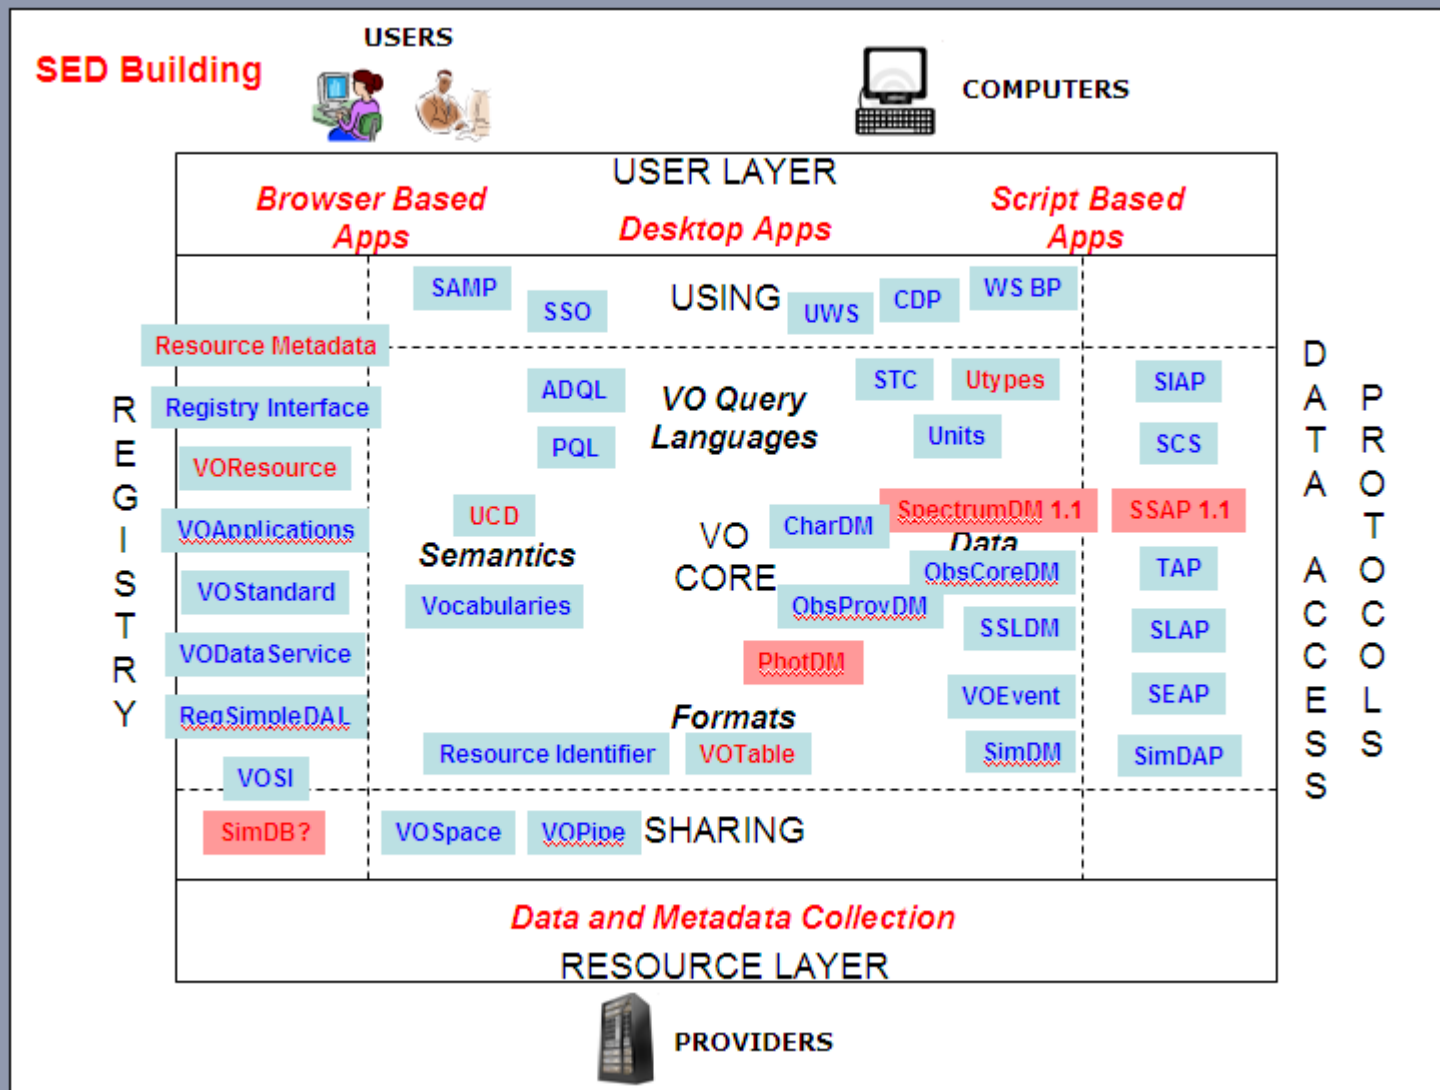 USERS
SED Building
COMPUTERS
USER LAYER
Browser Based
Apps
Desktop Apps
Script Based
Apps
SAMP
SSO
USING
UWS
CDP
WS BP
Resource Metadata
Registry Interface
VOResource
VOApplications
VOStandard
VODataService
RegSimpleDAL
VOSI
SimDB?
REGISTRY
ADQL
PQL
VO Query
Languages
STC
Utypes
Units
UCD
Semantics
Vocabularies
VO
CORE
CharDM
SpectrumDM 1.1
Data
ObsCoreDM
ObsProvDM
SSLDM
PhotDM
VOEvent
SimDM
Formats
Resource Identifier
VOTable
SIAP
SCS
SSAP 1.1
TAP
SLAP
SEAP
SimDAP
DATA ACCESS
PROTOCOLS
VOSpace
VOPipe
SHARING
Data and Metadata Collection
RESOURCE LAYER
PROVIDERS